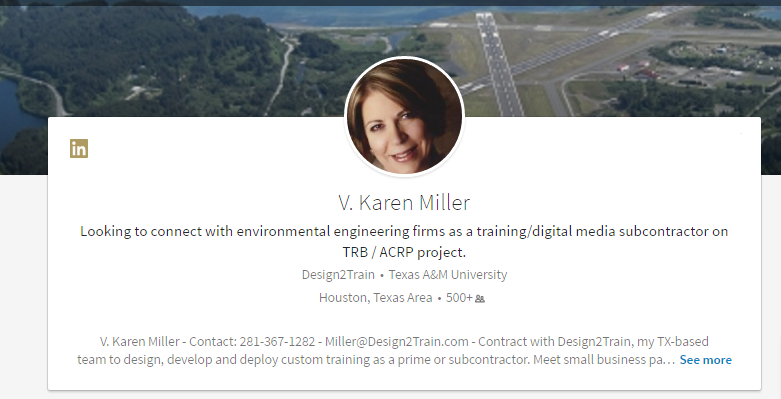 in
V. Karen Miller
Looking to connect with environmental engineering firms as a training/digital media subcontractor on
TRB / ACRP project.
Design2Train • Texas A&M University
Houston, Texas Area • 500+
V. Karen Miller - Contact: 281-367-1282 - Miller@Design2Train.com - Contract with Design2Train, my TX-based
team to design, develop and deploy custom training as a prime or subcontractor. Meet small business pa… See more